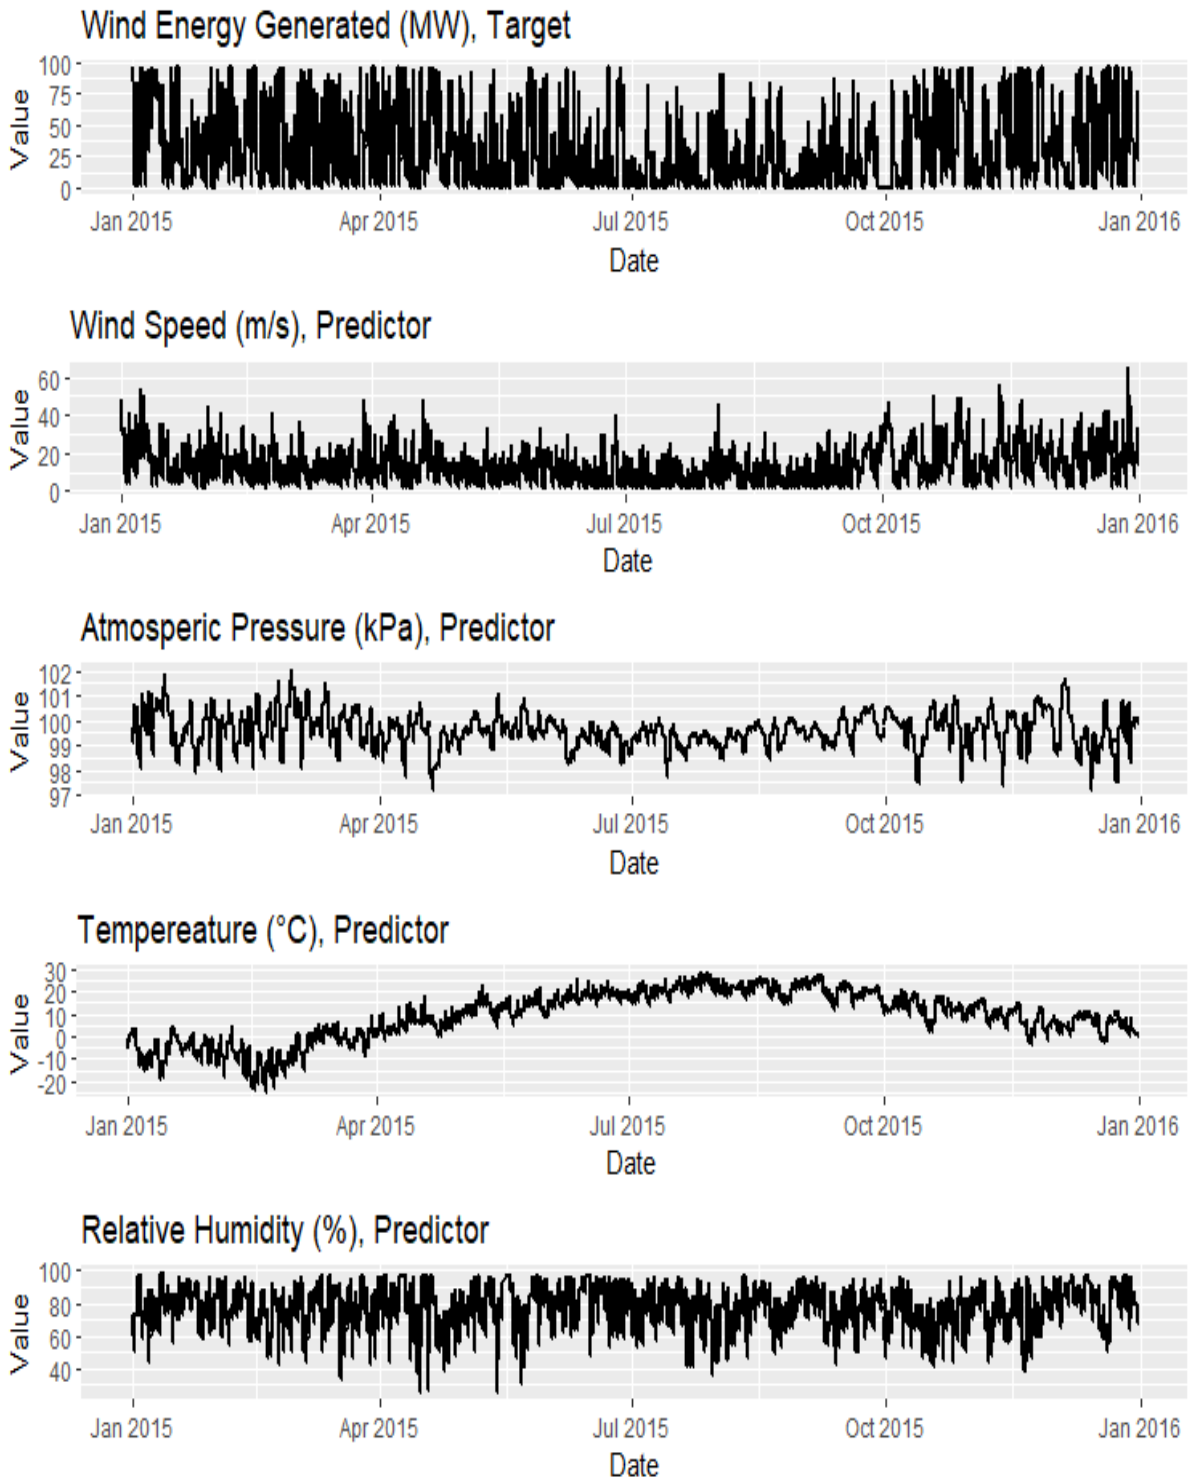 Wind Energy Generated (MW), Target
Value
100
75
50
25
0
Jan 2015 Apr 2015 Jul 2015 Oct 2015 Jan 2016
Date
Wind Speed (m/s), Predictor
Value
60
40
20
0
Jan 2015 Apr 2015 Jul 2015 Oct 2015 Jan 2016
Date
Atmosperic Pressure (kPa), Predictor
Value
102
101
100
99
98
97
Jan 2015 Apr 2015 Jul 2015 Oct 2015 Jan 2016
Date
Tempereature (°C), Predictor
Value
30
20
10
0
-10
-20
Jan 2015 Apr 2015 Jul 2015 Oct 2015 Jan 2016
Date
Relative Humidity (%), Predictor
Value
100
80
60
40
Jan 2015 Apr 2015 Jul 2015 Oct 2015 Jan 2016
Date